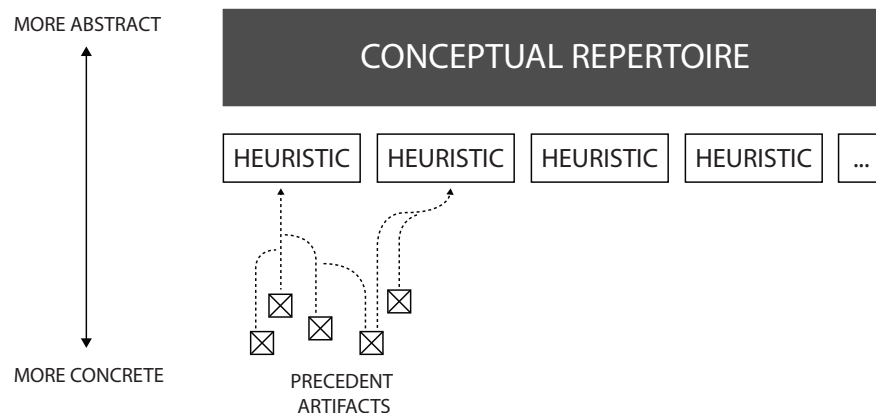 MORE ABSTRACT
CONCEPTUAL REPERTOIRE
HEURISTIC HEURISTIC HEURISTIC HEURISTIC ...
MORE CONCRETE
PRECEDENT
ARTIFACTS